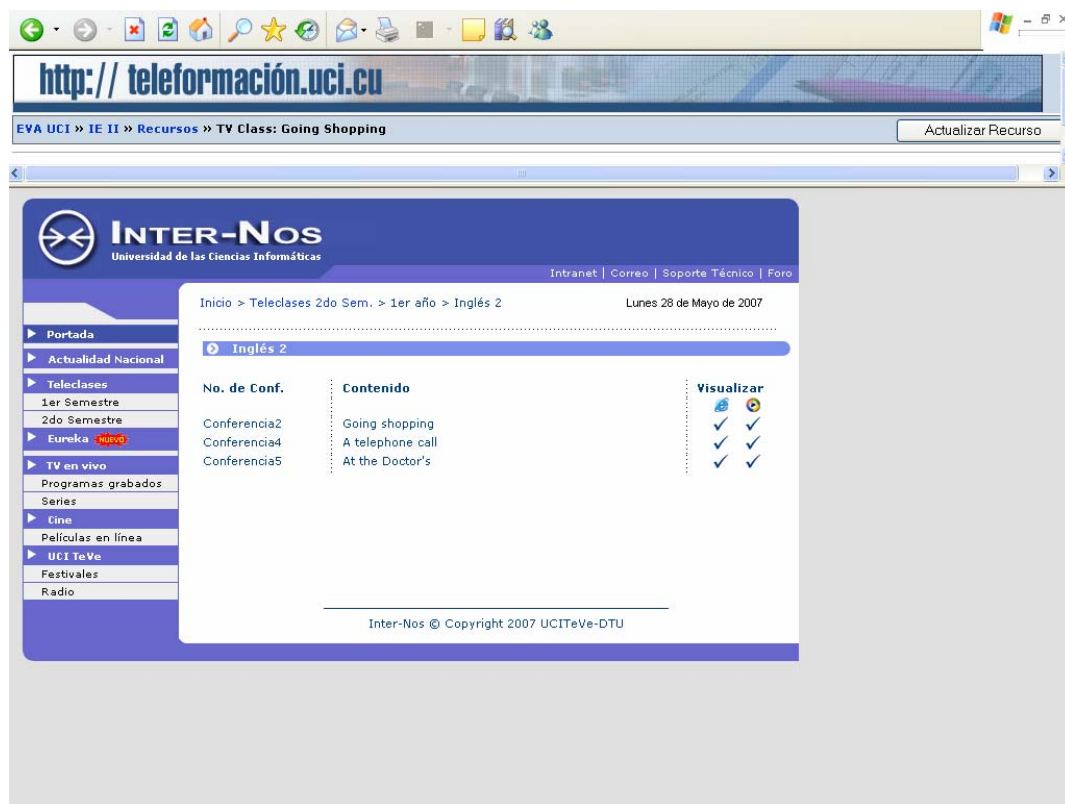 http:// teleformación.uci.cu
EVA UCI » IE II » Recursos » TV Class: Going Shopping
Actualizar Recurso
INTER-NOS
Universidad de las Ciencias Informáticas
Intranet | Correo | Soporte Técnico | Foro
Inicio > Teleclases 2do Sem. > 1er año > Inglés 2
Lunes 28 de Mayo de 2007
Portada
Actualidad Nacional
Teleclases
1er Semestre
2do Semestre
Eureka NUEVO
TV en vivo
Programas grabados
Series
Cine
Películas en línea
UCI TeVe
Festivales
Radio
Inglés 2
No. de Conf. Contenido Visualizar
Conferencia2 Going shopping
Conferencia4 A telephone call
Conferencia5 At the Doctor's
Inter-Nos © Copyright 2007 UCITeVe-DTU